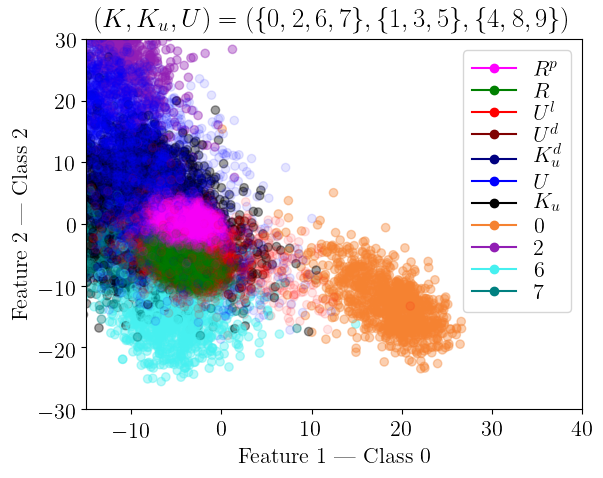 (K, K_u, U) = ({0, 2, 6, 7}, {1, 3, 5}, {4, 8, 9})
30
20
10
0
−10
−20
−30
Feature 2 — Class 2
R^p
R
U^l
U^d
K_u^d
U
K_u
0
2
6
7
−10
0
10
20
30
40
Feature 1 — Class 0